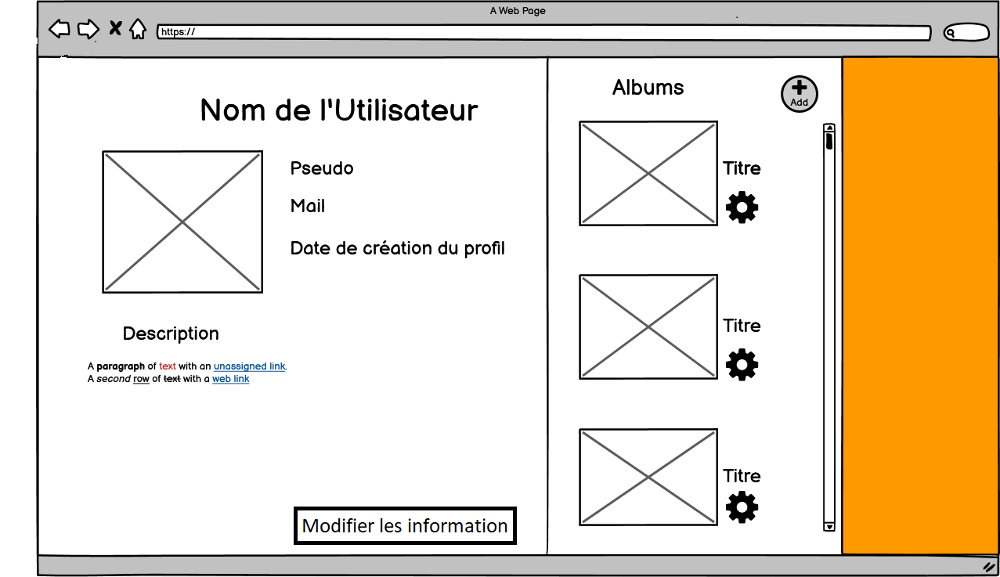 A Web Page
https://
Nom de l'Utilisateur
Pseudo
Mail
Date de création du profil
Description
A paragraph of text with an unassigned link.
A second row of text with a web link
Modifier les information
Albums
Add
Titre
Titre
Titre